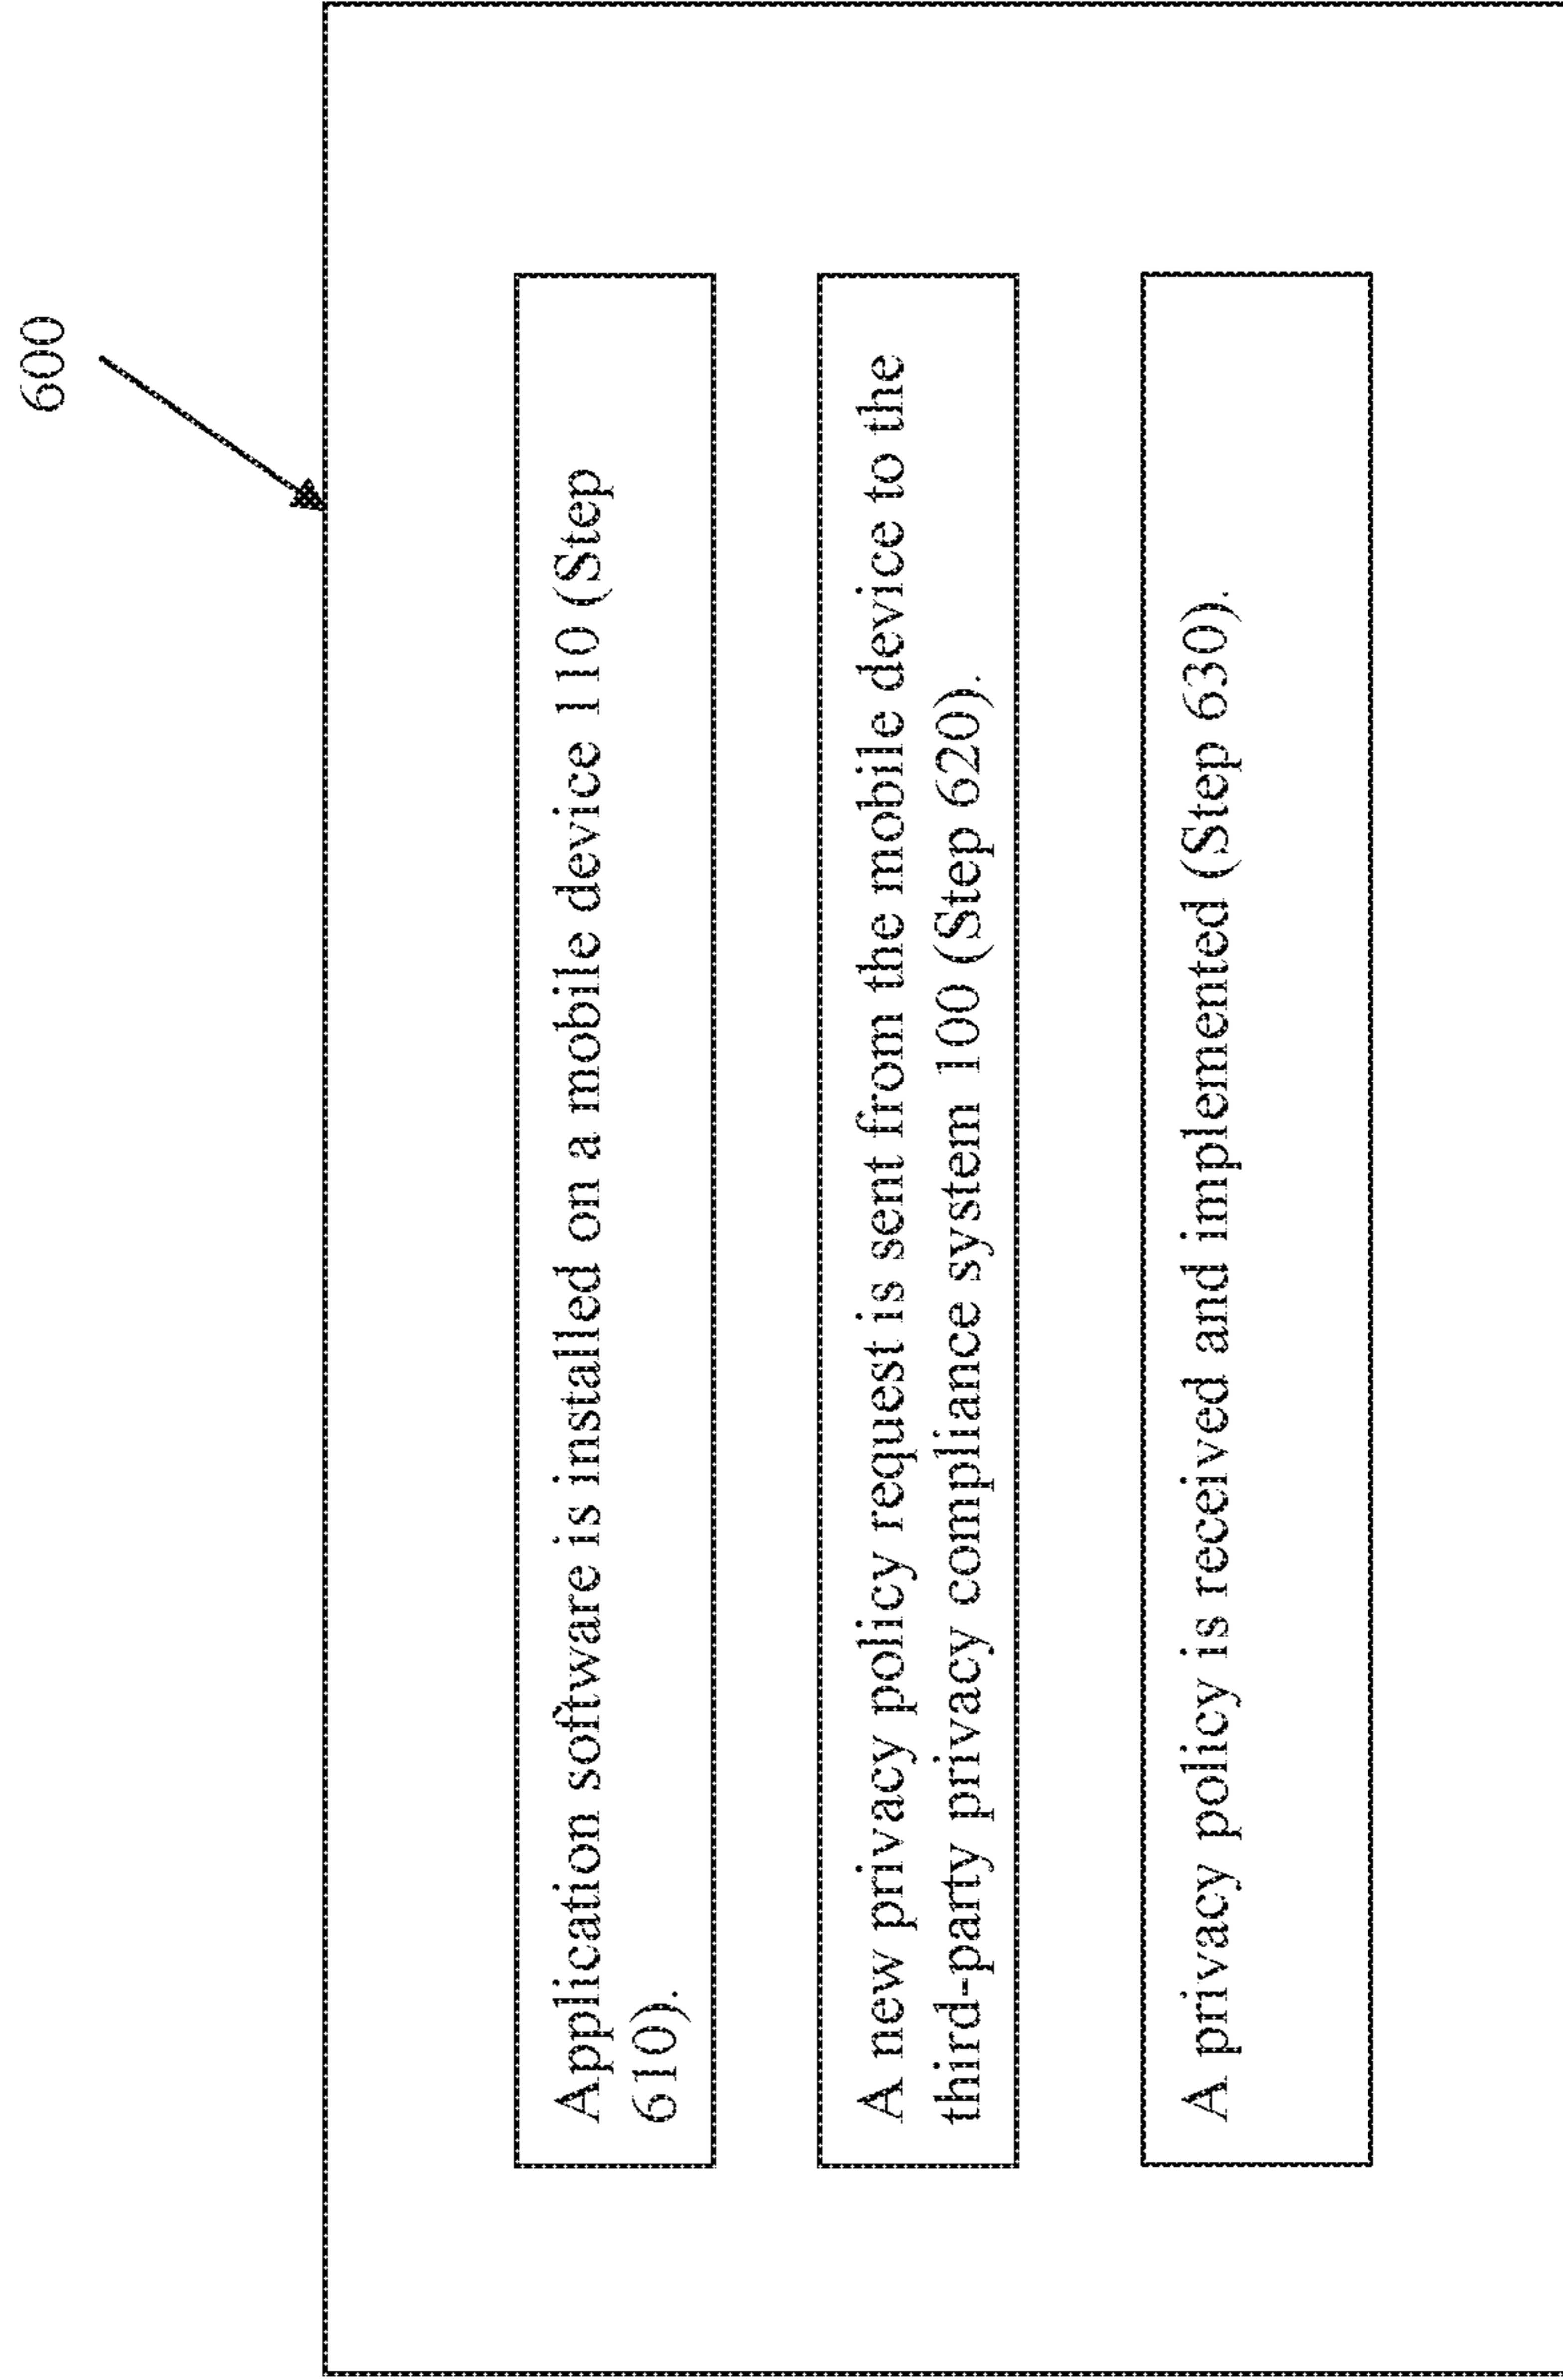 600
Application software is installed on a mobile device 110 (Step
610).
A new privacy policy request is sent from the mobile device to the
third-party privacy compliance system 100 (Step 620).
A privacy policy is received and implemented (Step 630).